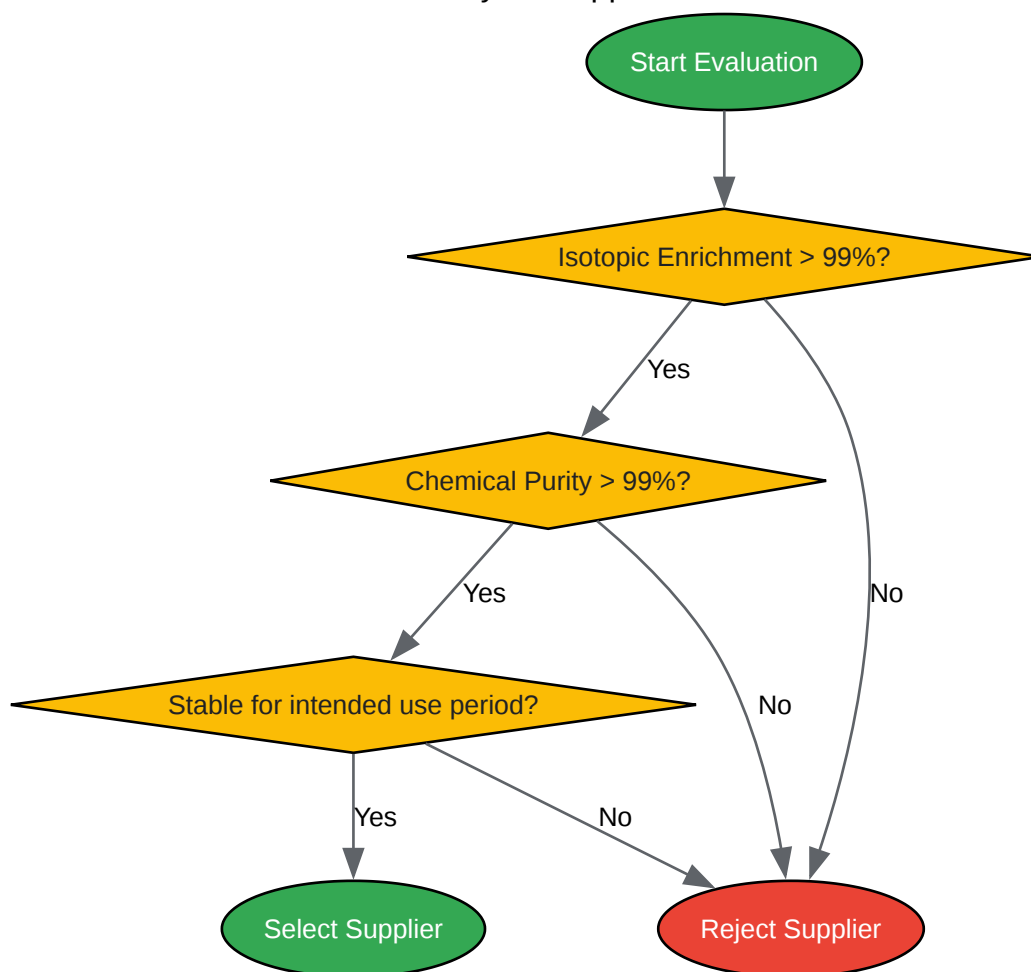 Start Evaluation
Isotopic Enrichment > 99%?
Yes
Chemical Purity > 99%?
Yes
No
Stable for intended use period?
No
Yes
No
Select Supplier
Reject Supplier